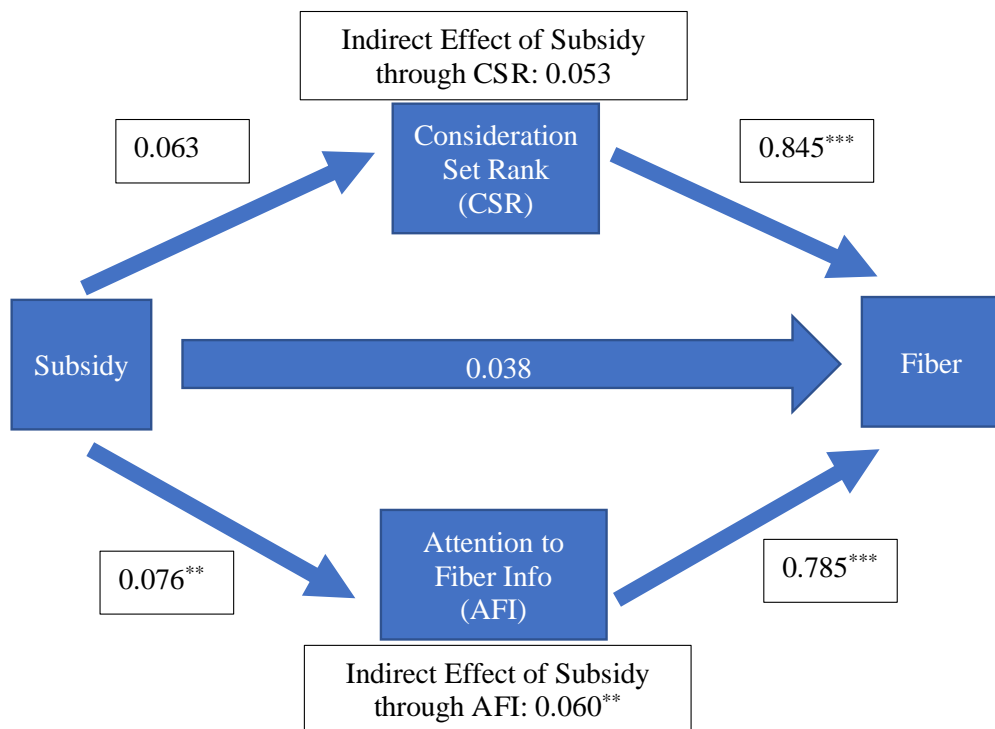 Indirect Effect of Subsidy
through CSR: 0.053
0.063
Consideration
Set Rank
(CSR)
0.845***
Subsidy
0.038
Fiber
0.076**
Attention to
Fiber Info
(AFI)
0.785***
Indirect Effect of Subsidy
through AFI: 0.060**